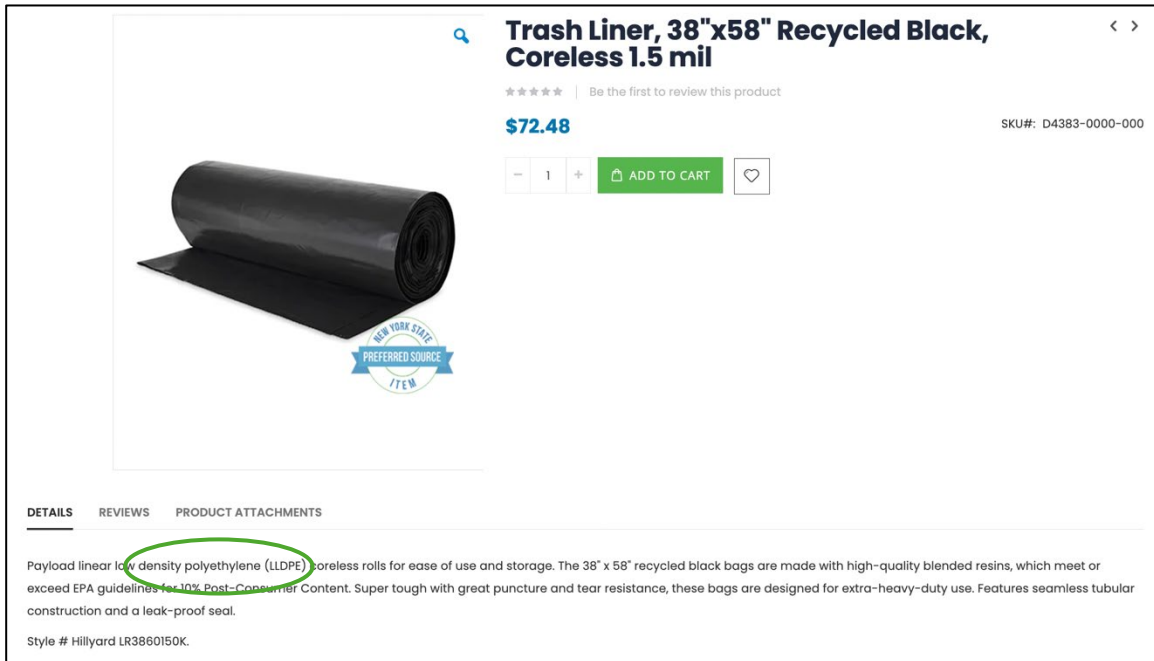 Trash Liner, 38"x58" Recycled Black,
Coreless 1.5 mil
Be the first to review this product
$72.48
SKU#: D4383-0000-000
- 1 +
ADD TO CART
NEW YORK STATE
PREFERRED SOURCE
ITEM
DETAILS REVIEWS PRODUCT ATTACHMENTS
Payload linear low density polyethylene (LLDPE) coreless rolls for ease of use and storage. The 38" x 58" recycled black bags are made with high-quality blended resins, which meet or
exceed EPA guidelines for 10% Post-Consumer Content. Super tough with great puncture and tear resistance, these bags are designed for extra-heavy-duty use. Features seamless tubular
construction and a leak-proof seal.
Style # Hillyard LR3860150K.